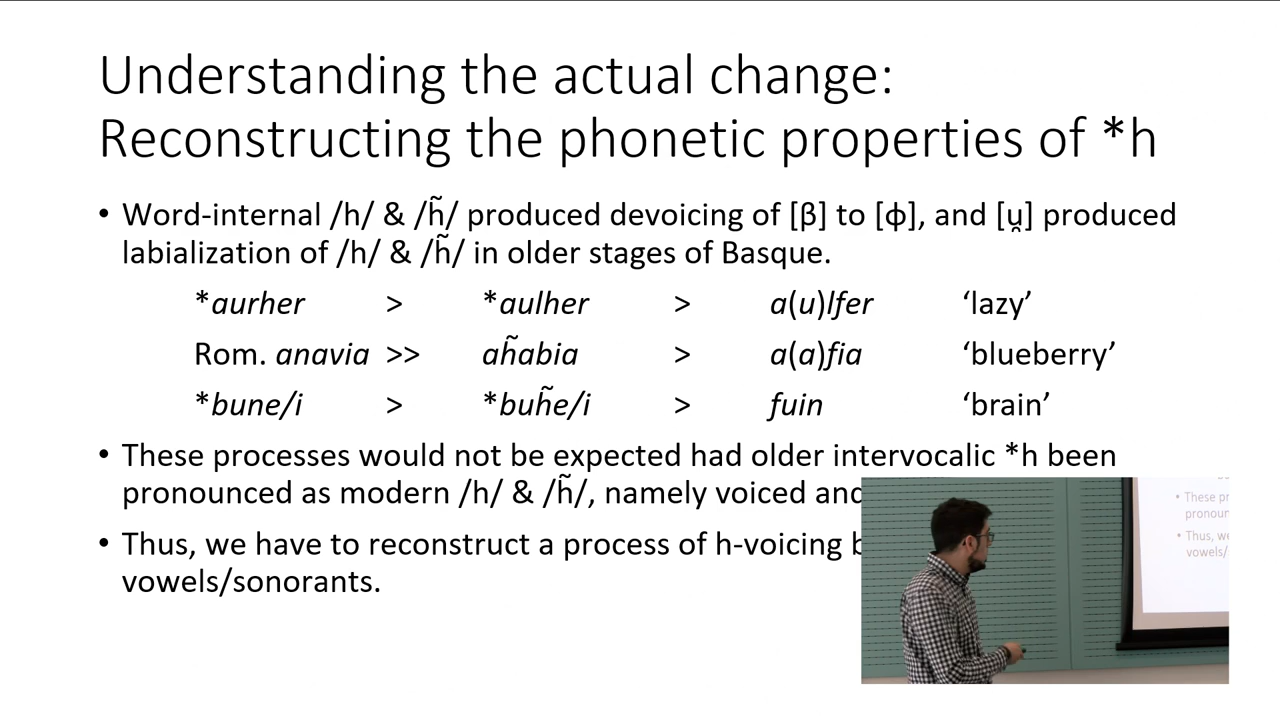 Understanding the actual change:
Reconstructing the phonetic properties of *h
• Word-internal /h/ & /h̃/ produced devoicing of [β] to [ɸ], and [u̯] produced
labialization of /h/ & /h̃/ in older stages of Basque.
*aurher > *aulher > a(u)lfer ‘lazy’
Rom. anavia >> ah̃abia > a(a)fia ‘blueberry’
*bune/i > *buh̃e/i > fuin ‘brain’
• These processes would not be expected had older intervocalic *h been
pronounced as modern /h/ & /h̃/, namely voiced and
• Thus, we have to reconstruct a process of h-voicing
vowels/sonorants.
• These
• Thus,
vowels/